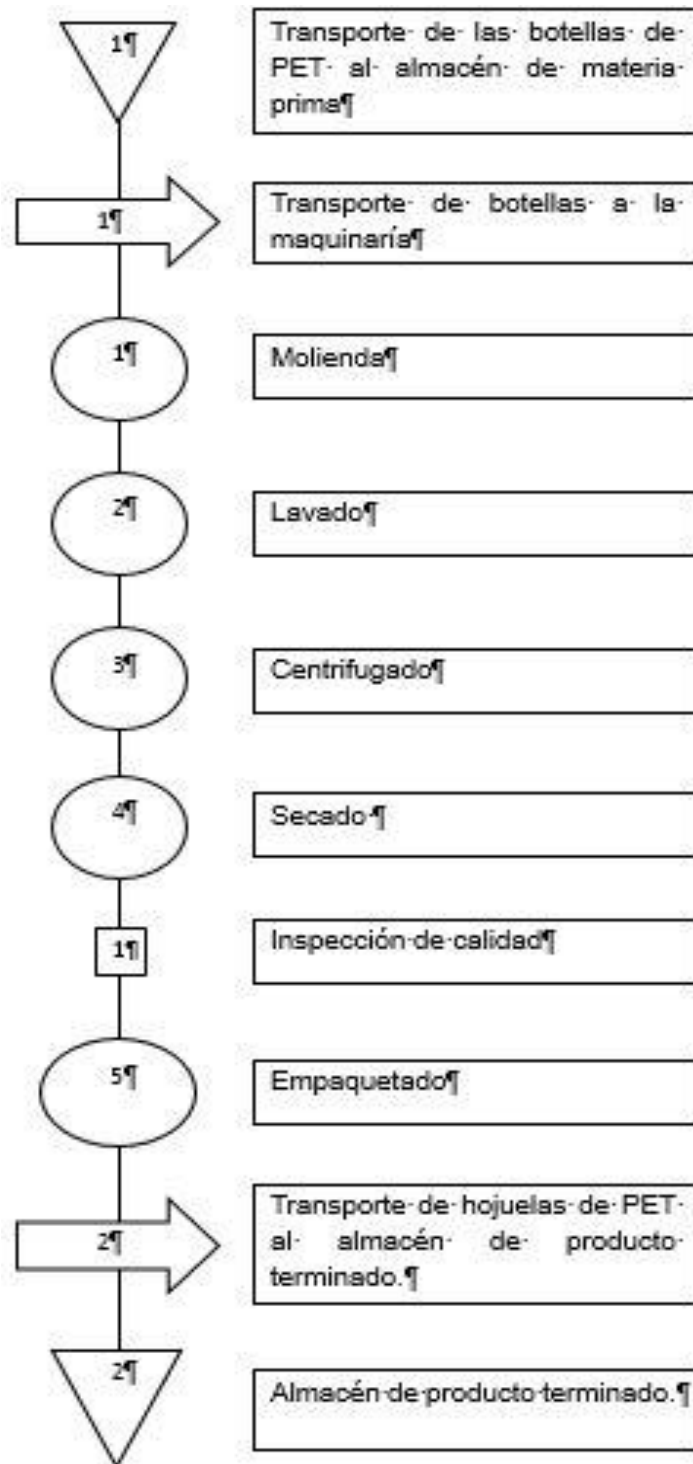 1¶
Transporte· de· las· botellas· de·
PET· al· almacén· de· materia·
prima¶
1¶
Transporte· de· botellas· a· la·
maquinaría¶
1¶
Molienda¶
2¶
Lavado¶
3¶
Centrifugado¶
4¶
Secado·¶
1¶
Inspección·de·calidad¶
5¶
Empaquetado¶
2¶
Transporte·de·hojuelas·de·PET·
al· almacén· de· producto·
terminado.¶
2¶
Almacén·de·producto·terminado.¶